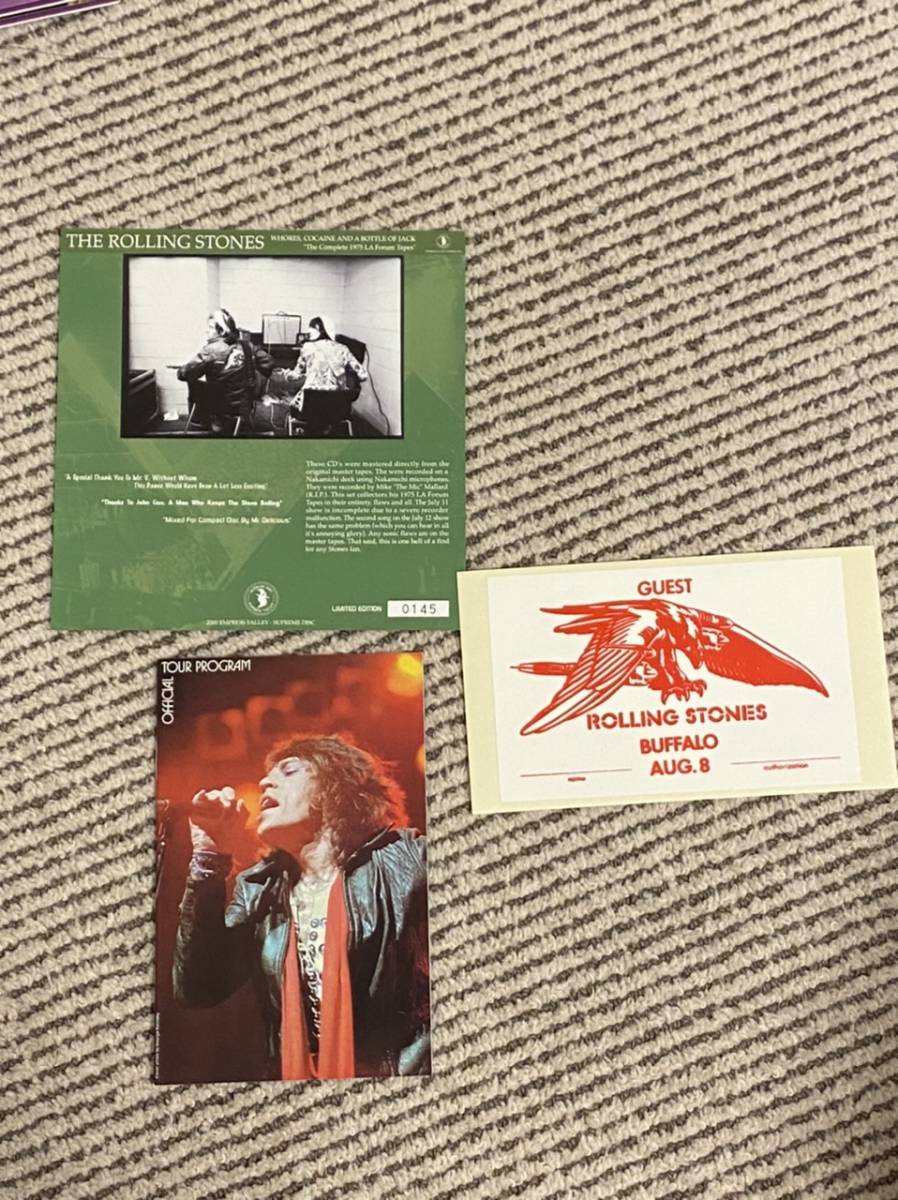 THE ROLLING STONES
WHORES, COCAINE AND A BOTTLE OF JACK
"The Complete 1975 LA Forum Tapes"
"A Special Thank You To Mr. V. Without Whom
This Piece Would Have Been A Lot Less Exciting."
"Thanks To John Carr, A Man Who Keeps The Stone Rolling"
"Mixed For Compact Disc By Mr. Delicious"
These CD's were mastered directly from the
original master tapes. The were recorded on a
Nakamichi deck using Nakamichi microphones.
They were recorded by Mike "The Mic" Mallard
(R.I.P.). This set collectors his 1975 LA Forum
Tapes in their entirety, flaws and all. The July 11
show is incomplete due to a severe recorder
malfunction. The second song on the July 12 show
has the same problem (which you can hear in all
it's annoying glory). Any sonic flaws are on the
master tapes. That said, this is one hell of a find
for any Stones fan.
LIMITED EDITION 0145
EMPRESS VALLEY - SUPREME DISC
GUEST
ROLLING STONES
BUFFALO
AUG. 8
name
authorization
OFFICIAL TOUR PROGRAM